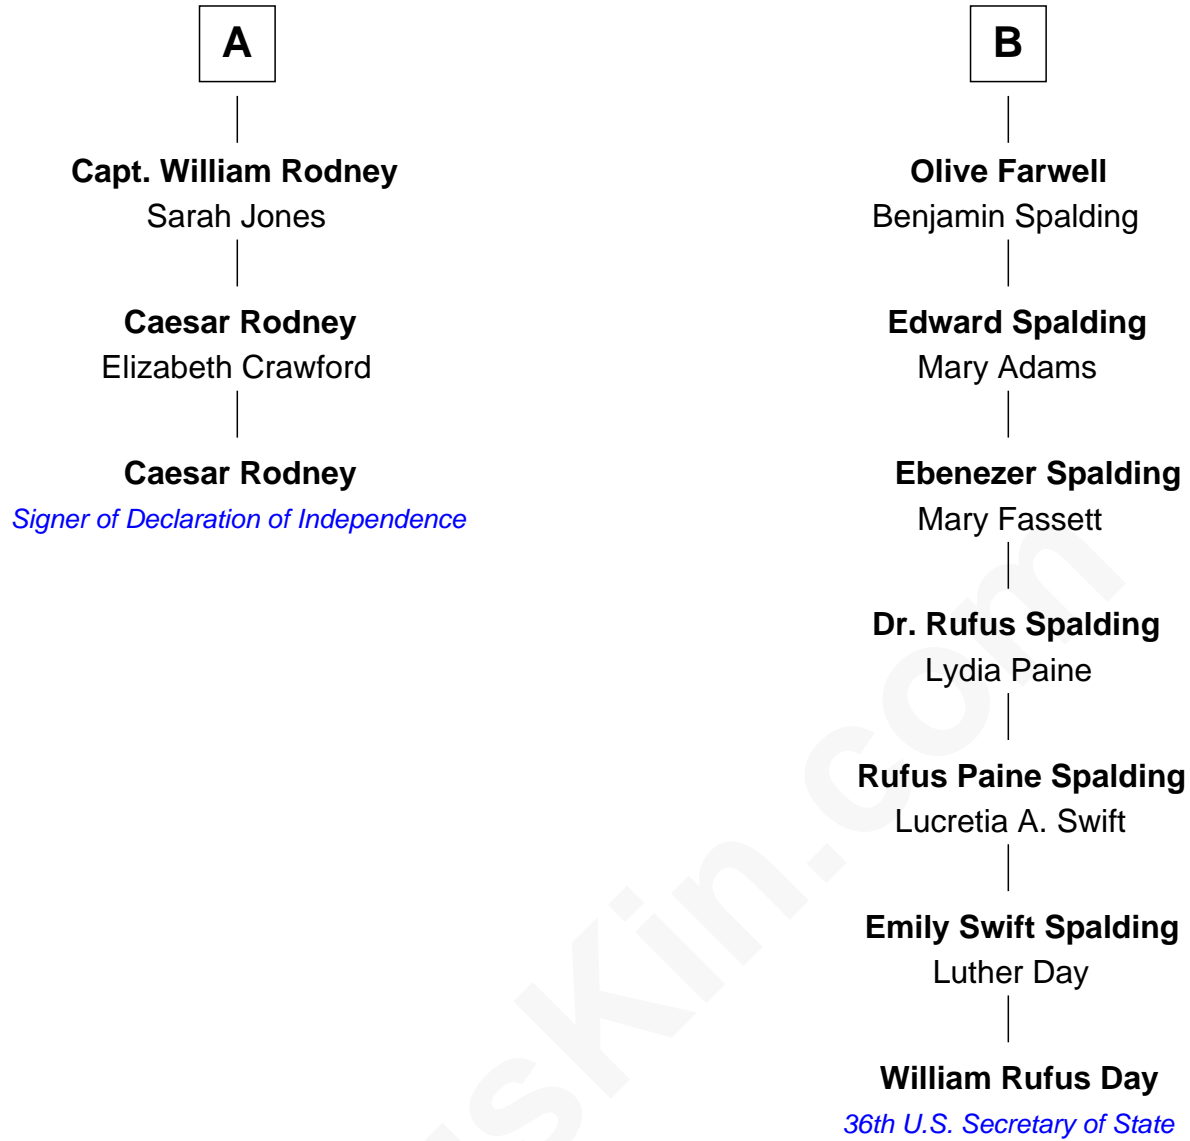 A
Capt. William Rodney
Sarah Jones
Caesar Rodney
Elizabeth Crawford
Caesar Rodney
Signer of Declaration of Independence
B
Olive Farwell
Benjamin Spalding
Edward Spalding
Mary Adams
Ebenezer Spalding
Mary Fassett
Dr. Rufus Spalding
Lydia Paine
Rufus Paine Spalding
Lucretia A. Swift
Emily Swift Spalding
Luther Day
William Rufus Day
36th U.S. Secretary of State